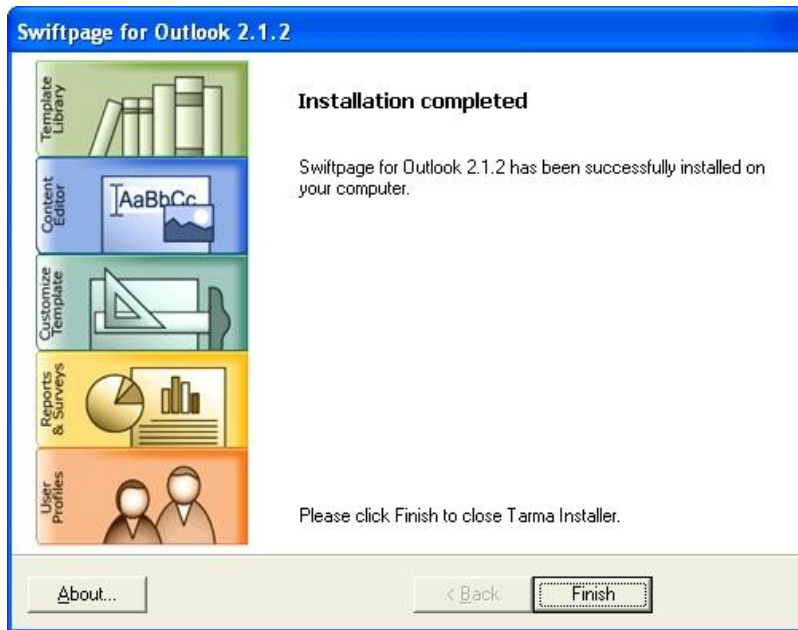 Swiftpage for Outlook 2.1.2
Template
Library
Content
Editor
AaBbCc
Customize
Template
Reports
& Surveys
User
Profiles
Installation completed
Swiftpage for Outlook 2.1.2 has been successfully installed on
your computer.
Please click Finish to close Tarma Installer.
About...
< Back
Finish